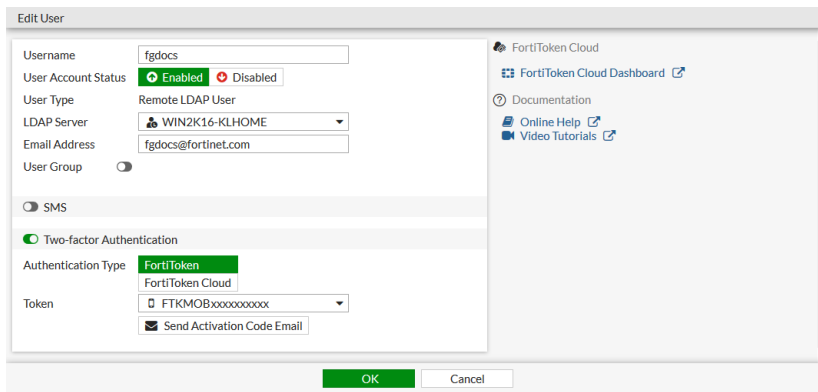 Edit User
Username fgdocs
User Account Status Enabled Disabled
User Type Remote LDAP User
LDAP Server WIN2K16-KLHOME
Email Address fgdocs@fortinet.com
User Group
SMS
Two-factor Authentication
Authentication Type FortiToken
FortiToken Cloud
Token FTKMOBxxxxxxxxxx
Send Activation Code Email
FortiToken Cloud
FortiToken Cloud Dashboard
Documentation
Online Help
Video Tutorials
OK Cancel